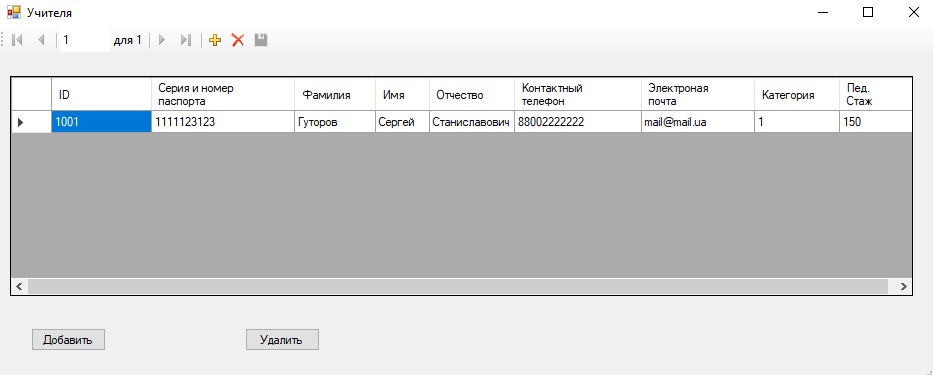 Учителя
1 для 1
ID Серия и номер паспорта Фамилия Имя Отчество Контактный телефон Электроная почта Категория Пед. Стаж
1001 1111123123 Гуторов Сергей Станиславович 88002222222 mail@mail.ua 1 150
Добавить Удалить